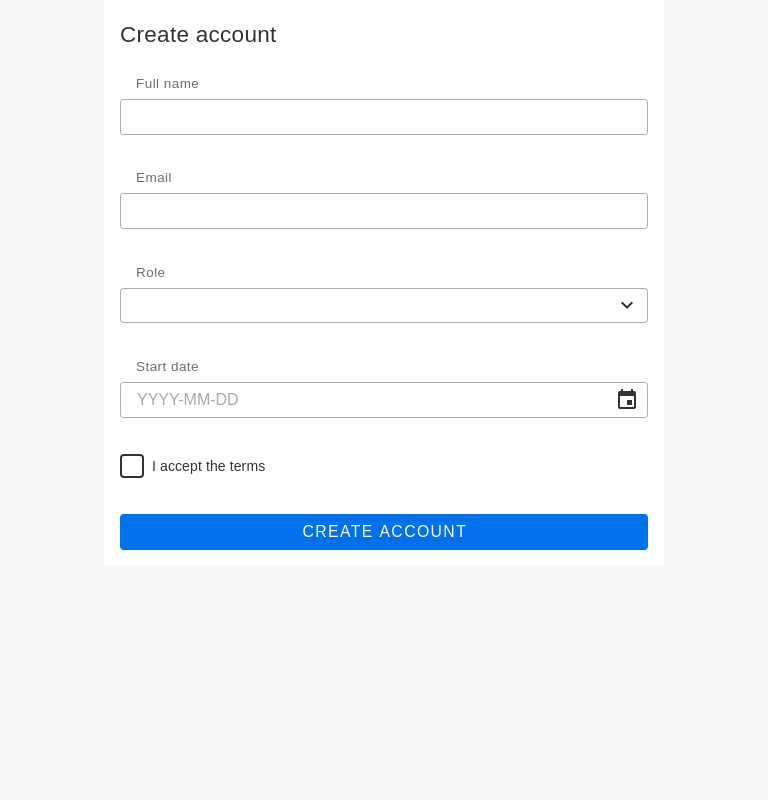 Create account
Full name
Email
Role
Start date
YYYY-MM-DD
I accept the terms
CREATE ACCOUNT